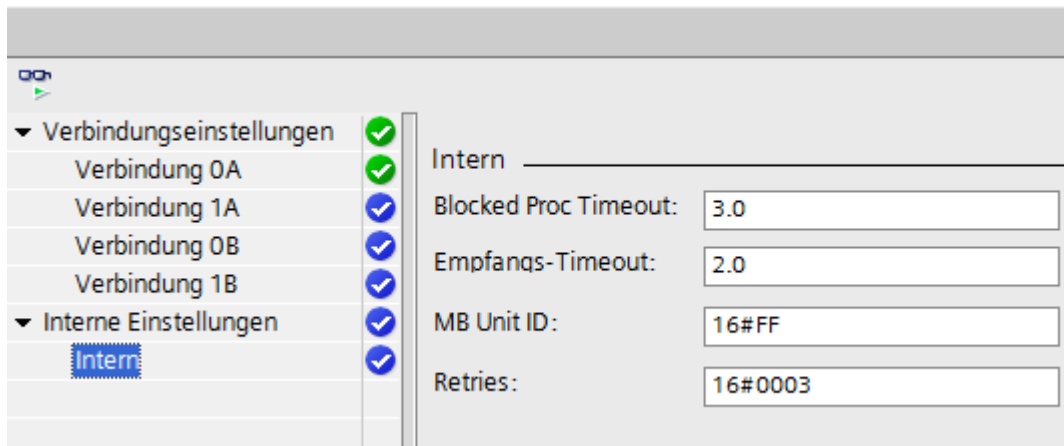 Verbindungseinstellungen
Verbindung 0A
Verbindung 1A
Verbindung 0B
Verbindung 1B
Interne Einstellungen
Intern
Intern
Blocked Proc Timeout: 3.0
Empfangs-Timeout: 2.0
MB Unit ID: 16#FF
Retries: 16#0003